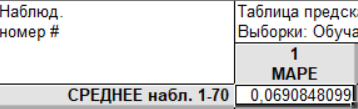 Наблюд. Таблица предск
номер # Выборки: Обуча
1
MAPE
СРЕДНЕЕ набл. 1-70 0,0690848099